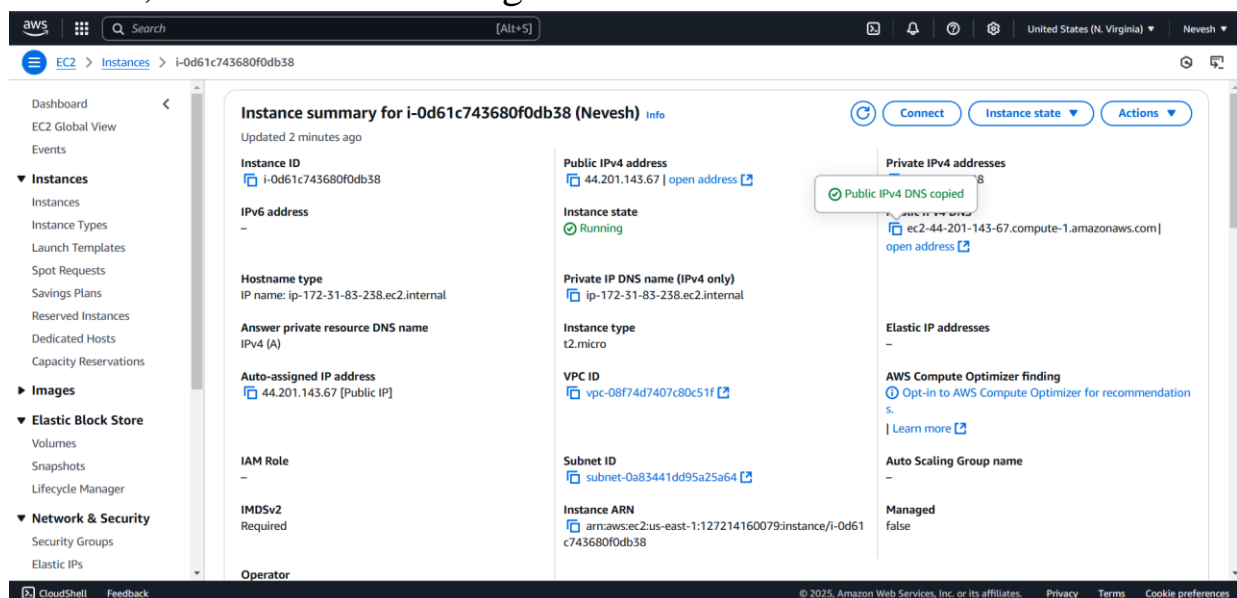 aws
Search
[Alt+S]
United States (N. Virginia) ▼
Nevesh ▼
EC2 > Instances > i-0d61c743680f0db38
Dashboard
EC2 Global View
Events
▼ Instances
Instances
Instance Types
Launch Templates
Spot Requests
Savings Plans
Reserved Instances
Dedicated Hosts
Capacity Reservations
▶ Images
▼ Elastic Block Store
Volumes
Snapshots
Lifecycle Manager
▼ Network & Security
Security Groups
Elastic IPs
Instance summary for i-0d61c743680f0db38 (Nevesh) Info
Connect
Instance state ▼
Actions ▼
Updated 2 minutes ago
Instance ID
i-0d61c743680f0db38
Public IPv4 address
44.201.143.67 | open address
Private IPv4 addresses
8
Public IPv4 DNS copied
IPv6 address
–
Instance state
Running
ec2-44-201-143-67.compute-1.amazonaws.com |
open address
Hostname type
IP name: ip-172-31-83-238.ec2.internal
Private IP DNS name (IPv4 only)
ip-172-31-83-238.ec2.internal
Answer private resource DNS name
IPv4 (A)
Instance type
t2.micro
Elastic IP addresses
–
Auto-assigned IP address
44.201.143.67 [Public IP]
VPC ID
vpc-08f74d7407c80c51f
AWS Compute Optimizer finding
Opt-in to AWS Compute Optimizer for recommendation
s.
| Learn more
IAM Role
–
Subnet ID
subnet-0a83441dd95a25a64
Auto Scaling Group name
–
IMDSv2
Required
Instance ARN
arn:aws:ec2:us-east-1:127214160079:instance/i-0d61
c743680f0db38
Managed
false
Operator
CloudShell
Feedback
© 2025, Amazon Web Services, Inc. or its affiliates.
Privacy
Terms
Cookie preferences